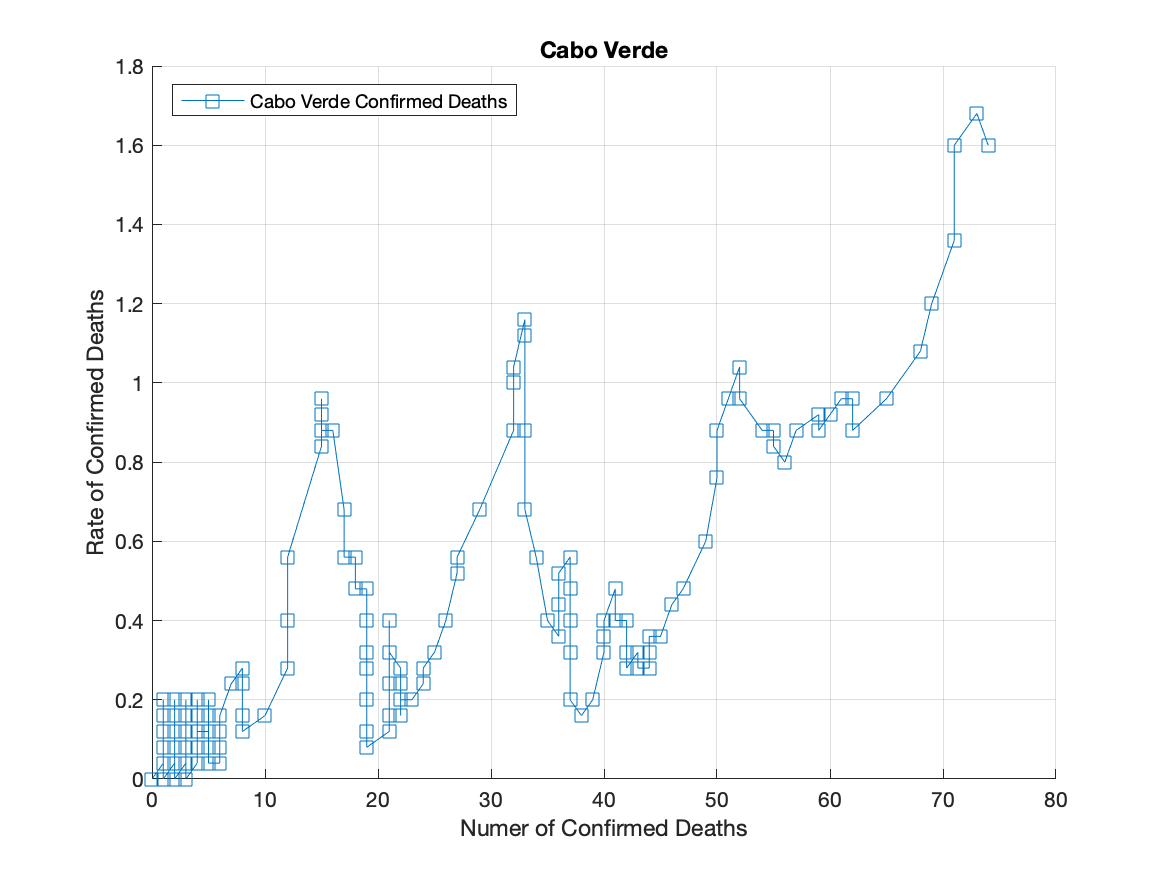 Cabo Verde
Cabo Verde Confirmed Deaths
Rate of Confirmed Deaths
1.8
1.6
1.4
1.2
1
0.8
0.6
0.4
0.2
0
0 10 20 30 40 50 60 70 80
Numer of Confirmed Deaths